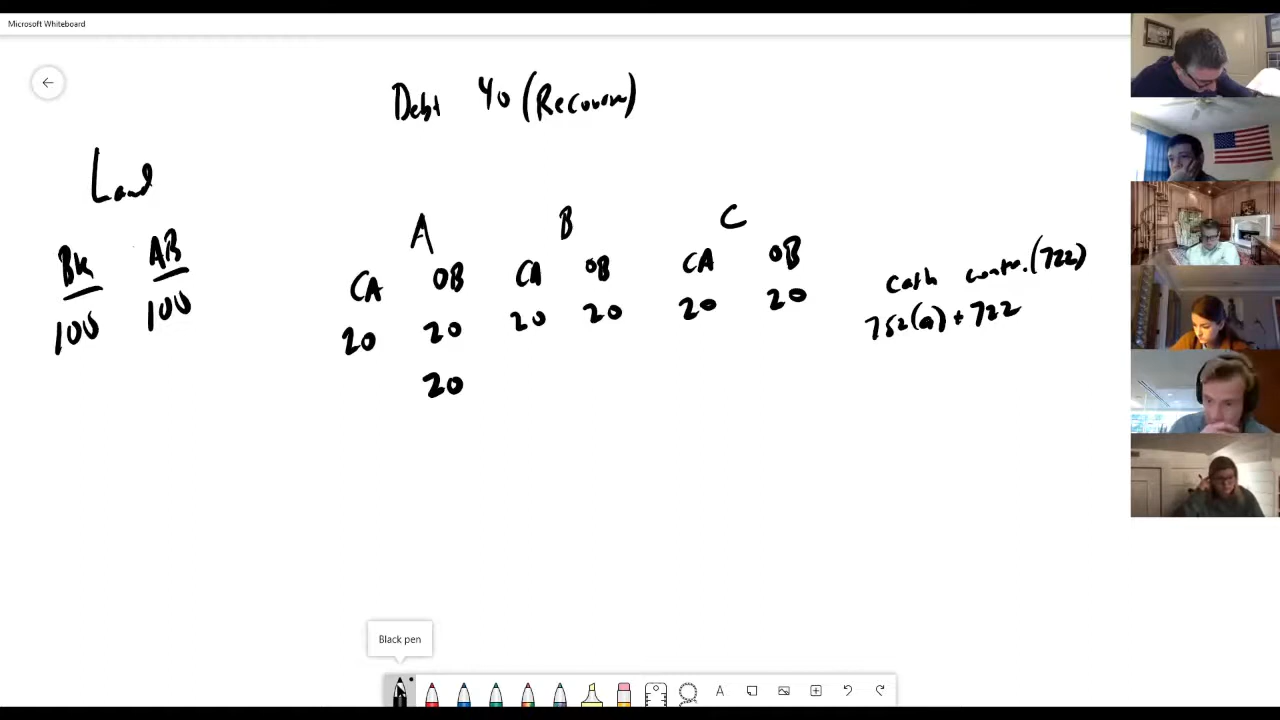 Microsoft Whiteboard
Debt 40 (Recourse)
Land
A B C
Bk AB
CA OB CA OB CA OB
100 100
20 20 20 20 20 20
20
cash contr. (722)
752(a) + 722
Black pen
A